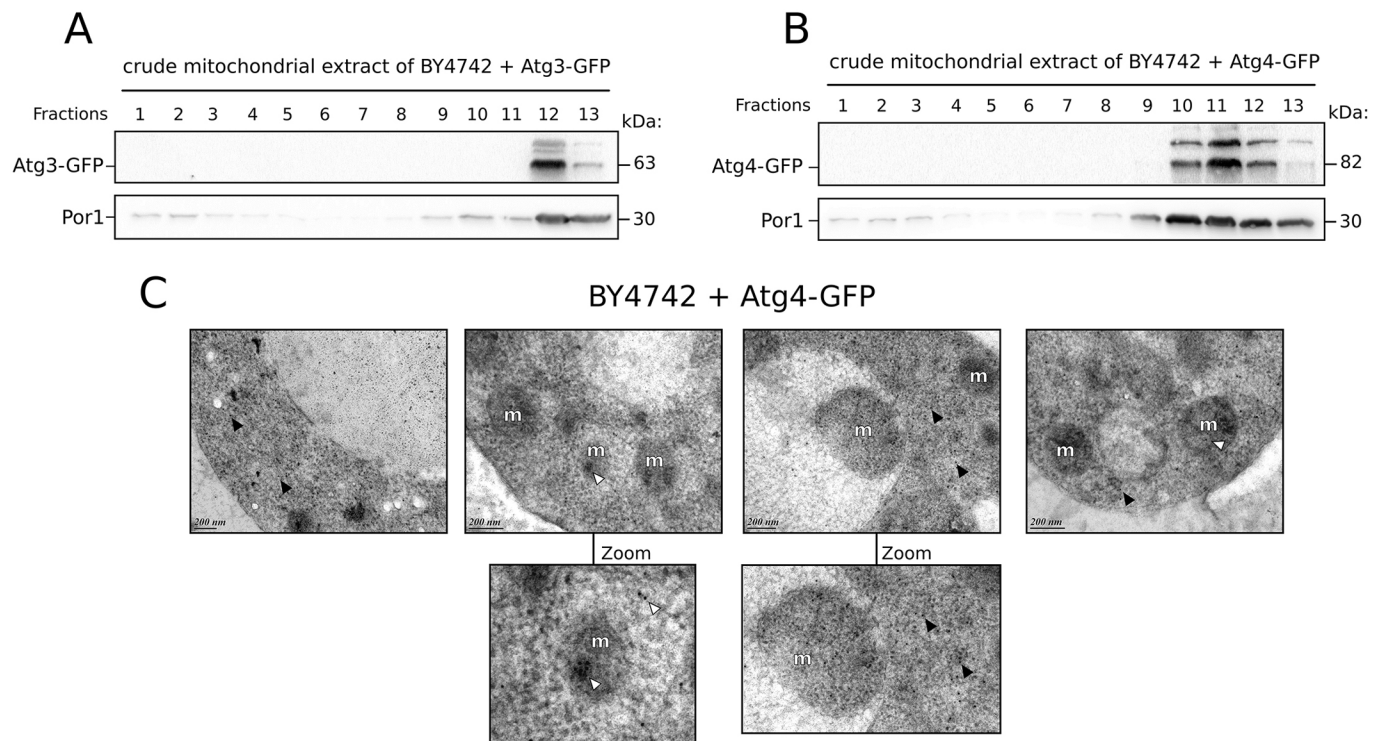 A
crude mitochondrial extract of BY4742 + Atg3-GFP
Fractions 1 2 3 4 5 6 7 8 9 10 11 12 13 kDa:
Atg3-GFP 63
Por1 30
B
crude mitochondrial extract of BY4742 + Atg4-GFP
Fractions 1 2 3 4 5 6 7 8 9 10 11 12 13 kDa:
Atg4-GFP 82
Por1 30
C
BY4742 + Atg4-GFP
200 nm
m m m
200 nm
m m
200 nm
m m
200 nm
Zoom
m
Zoom
m